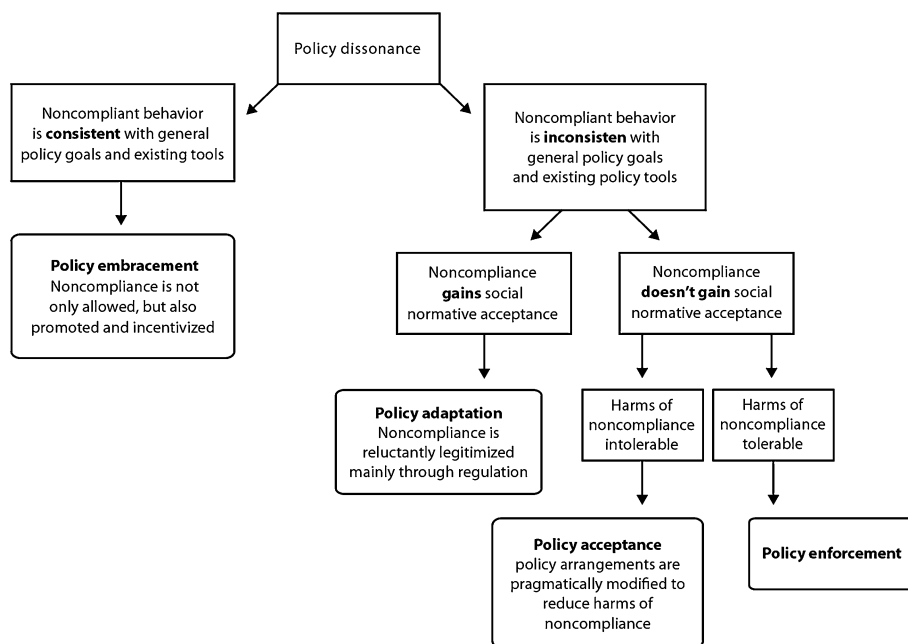 Policy dissonance
Noncompliant behavior
is consistent with general
policy goals and existing tools
Noncompliant behavior
is inconsisten with
general policy goals
and existing policy tools
Policy embracement
Noncompliance is not
only allowed, but also
promoted and incentivized
Noncompliance
gains social
normative acceptance
Noncompliance
doesn't gain social
normative acceptance
Policy adaptation
Noncompliance is
reluctantly legitimized
mainly through regulation
Harms of
noncompliance
intolerable
Harms of
noncompliance
tolerable
Policy acceptance
policy arrangements are
pragmatically modified to
reduce harms of
noncompliance
Policy enforcement